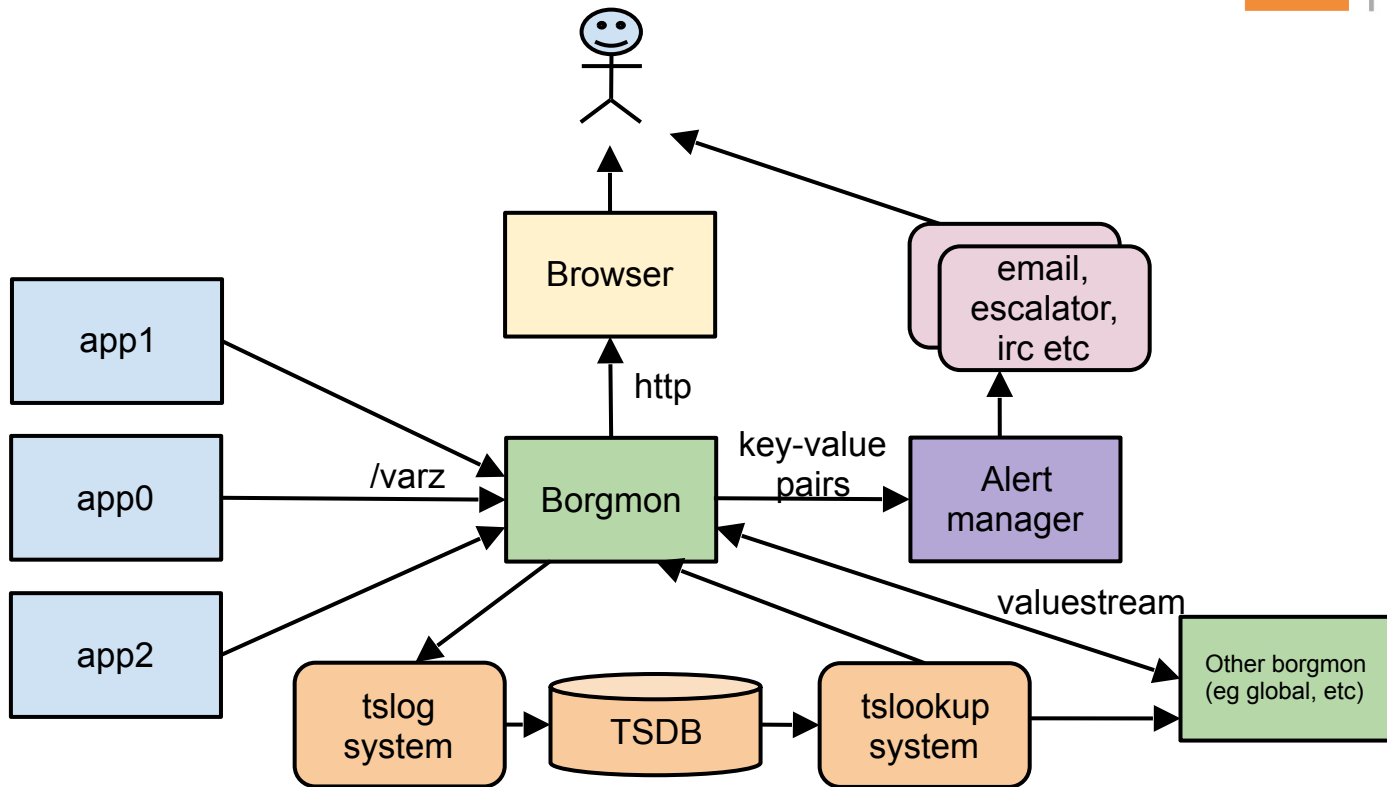 Browser
email,
escalator,
irc etc
app1
http
app0
/varz
Borgmon
key-value
pairs
Alert
manager
app2
valuestream
Other borgmon
(eg global, etc)
tslog
system
TSDB
tslookup
system